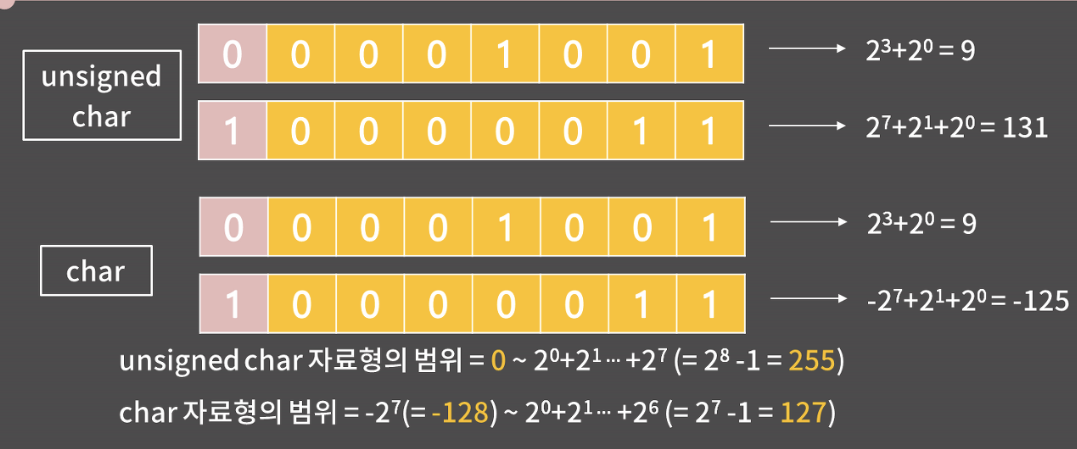 unsigned
char
0 0 0 0 1 0 0 1 → 2³+2⁰ = 9
1 0 0 0 0 0 1 1 → 2⁷+2¹+2⁰ = 131
char
0 0 0 0 1 0 0 1 → 2³+2⁰ = 9
1 0 0 0 0 0 1 1 → -2⁷+2¹+2⁰ = -125
unsigned char 자료형의 범위 = 0 ~ 2⁰+2¹ ··· +2⁷ (= 2⁸ -1 = 255)
char 자료형의 범위 = -2⁷(= -128) ~ 2⁰+2¹ ··· +2⁶ (= 2⁷ -1 = 127)